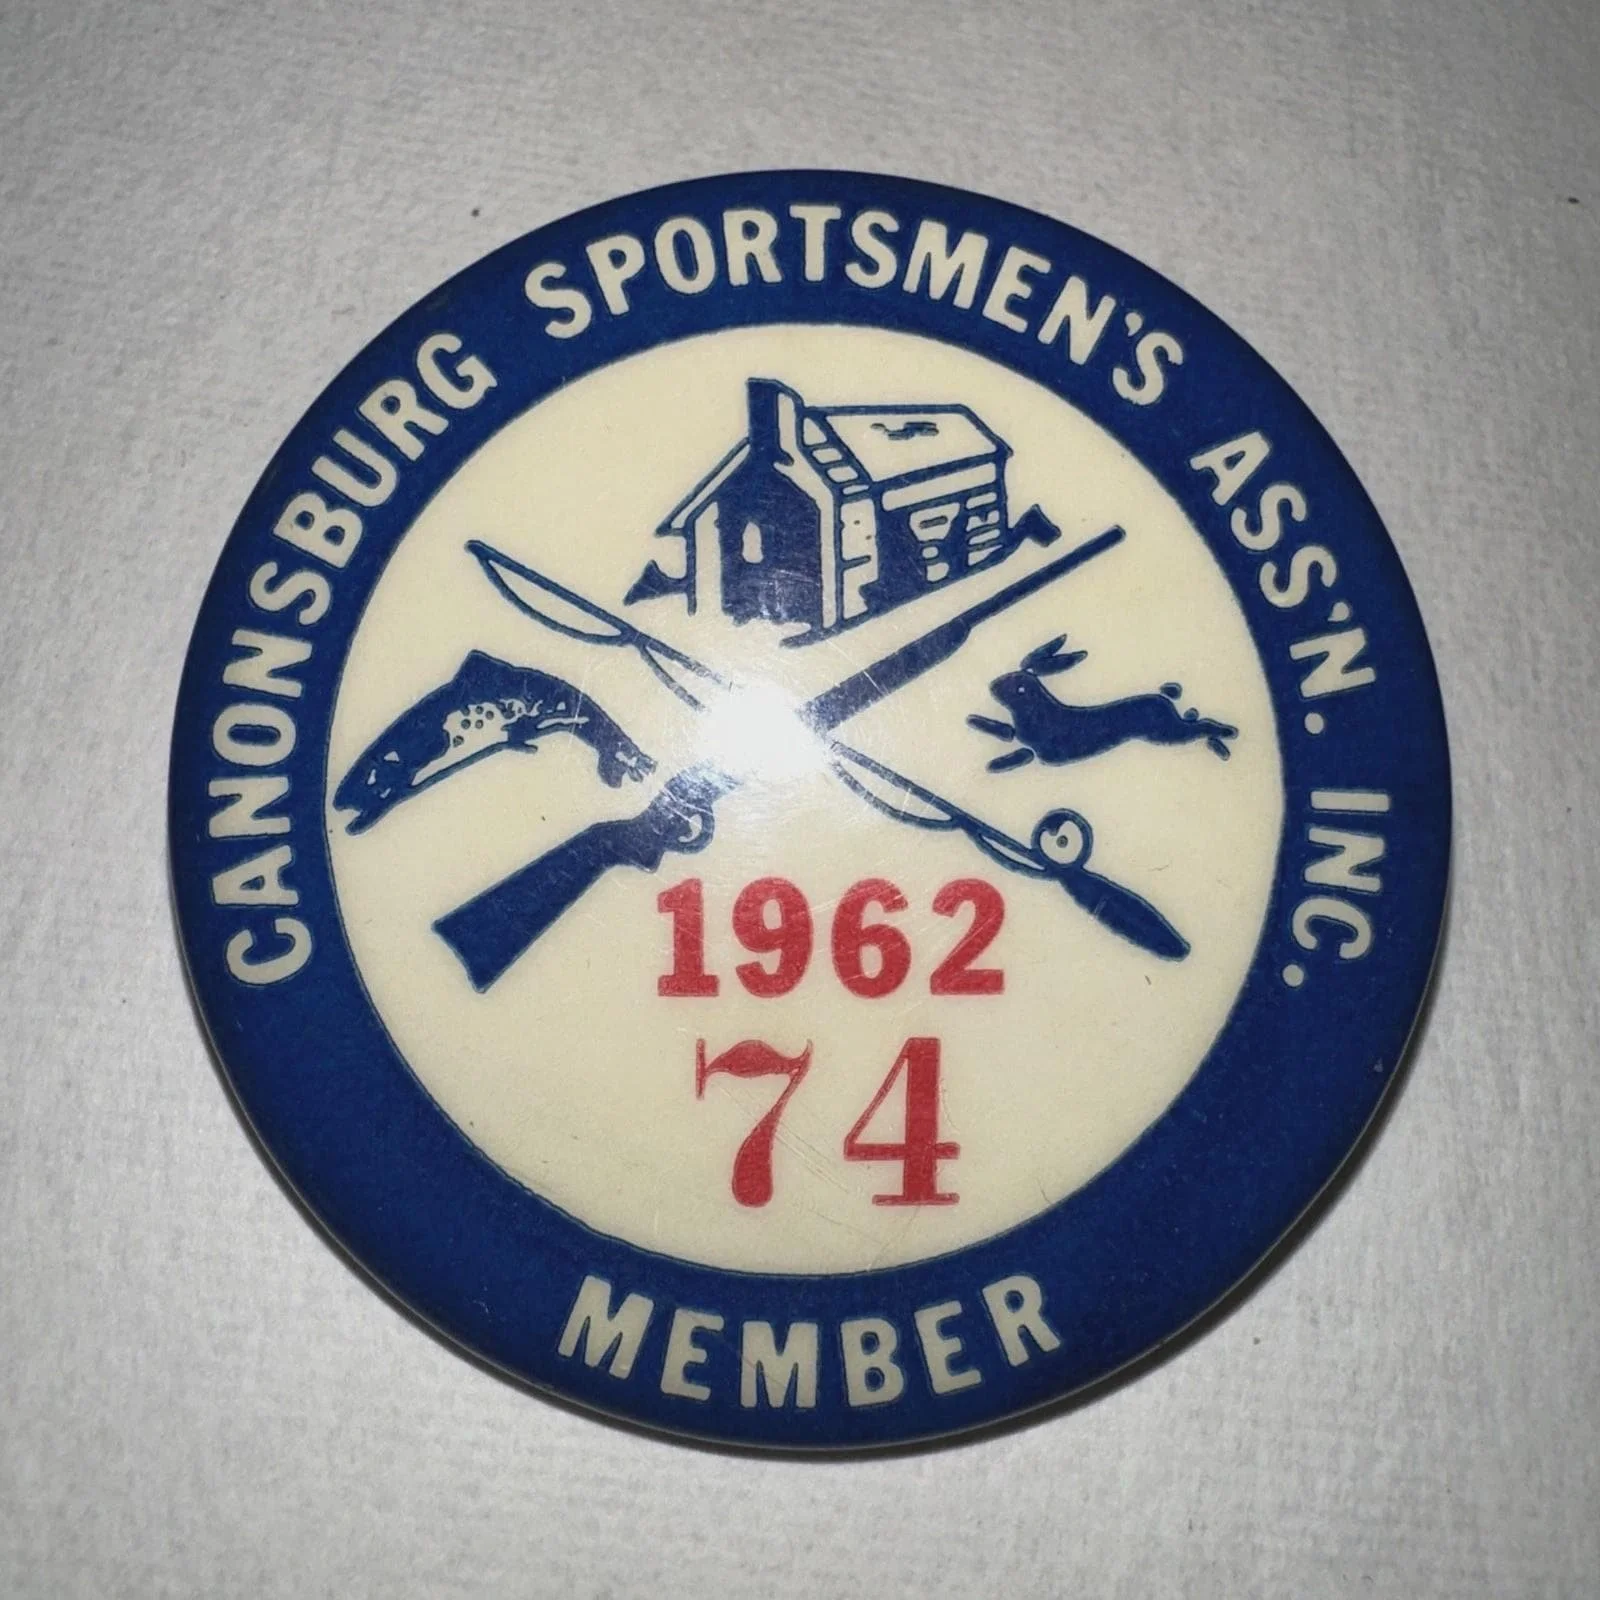 CANONSBURG SPORTSMEN'S ASS'N. INC.
1962
74
MEMBER